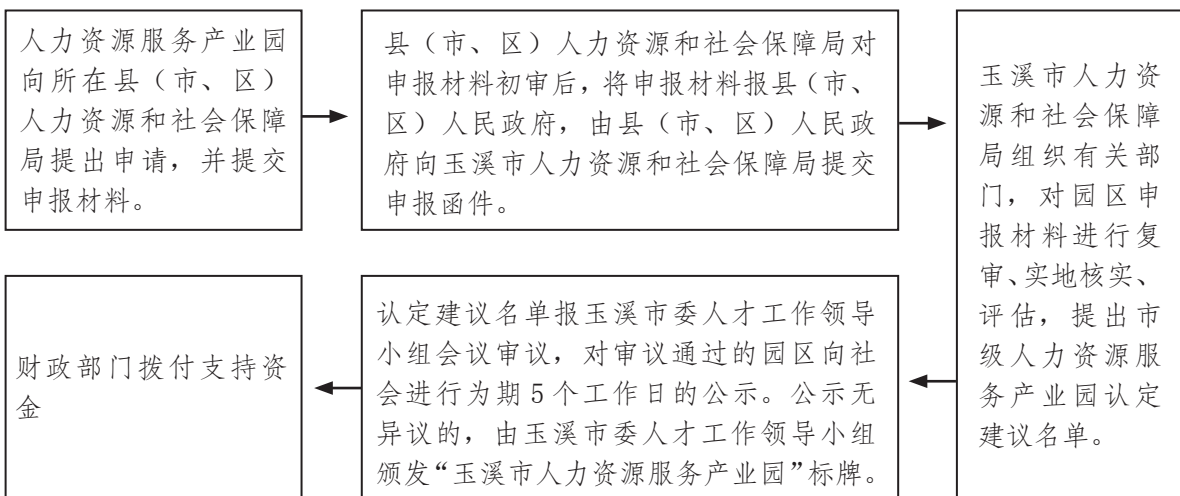 人力资源服务产业园
向所在县（市、区）
人力资源和社会保障
局提出申请，并提交
申报材料。
县（市、区）人力资源和社会保障局对
申报材料初审后，将申报材料报县（市、
区）人民政府，由县（市、区）人民政
府向玉溪市人力资源和社会保障局提交
申报函件。
玉溪市人力资
源和社会保障
局组织有关部
门，对园区申
报材料进行复
审、实地核实、
评估，提出市
级人力资源服
务产业园认定
建议名单。
认定建议名单报玉溪市委人才工作领导
小组会议审议，对审议通过的园区向社
会进行为期5个工作日的公示。公示无
异议的，由玉溪市委人才工作领导小组
颁发“玉溪市人力资源服务产业园”标牌。
财政部门拨付支持资
金